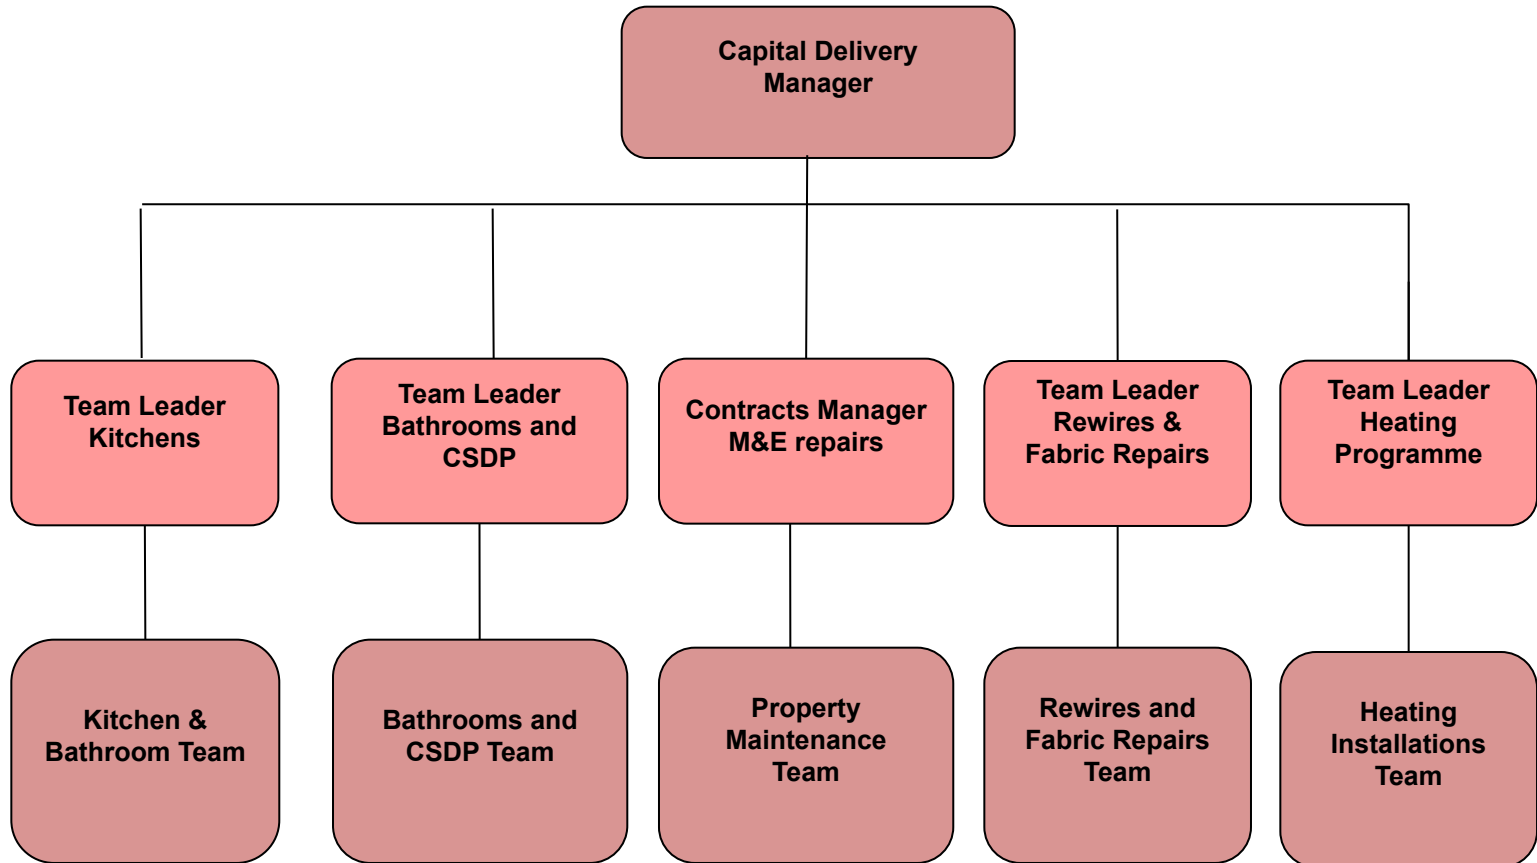 Capital Delivery
Manager
Team Leader
Kitchens
Team Leader
Bathrooms and
CSDP
Contracts Manager
M&E repairs
Team Leader
Rewires &
Fabric Repairs
Team Leader
Heating
Programme
Kitchen &
Bathroom Team
Bathrooms and
CSDP Team
Property
Maintenance
Team
Rewires and
Fabric Repairs
Team
Heating
Installations
Team